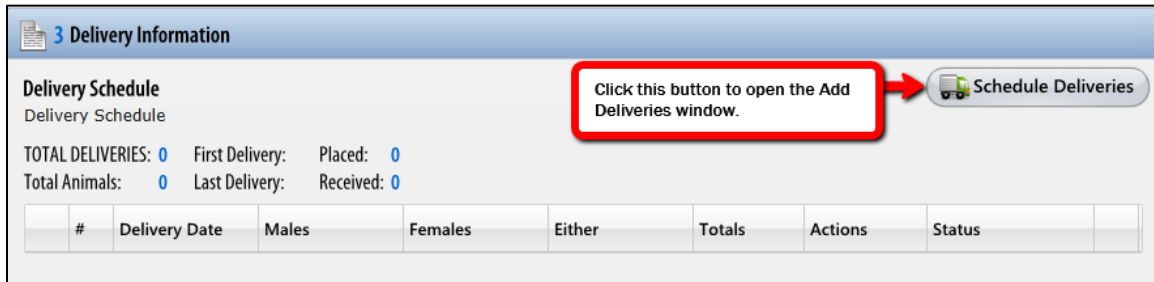 3 Delivery Information
Delivery Schedule
Delivery Schedule
Click this button to open the Add
Deliveries window.
Schedule Deliveries
TOTAL DELIVERIES: 0 First Delivery: Placed: 0
Total Animals: 0 Last Delivery: Received: 0
# Delivery Date Males Females Either Totals Actions Status